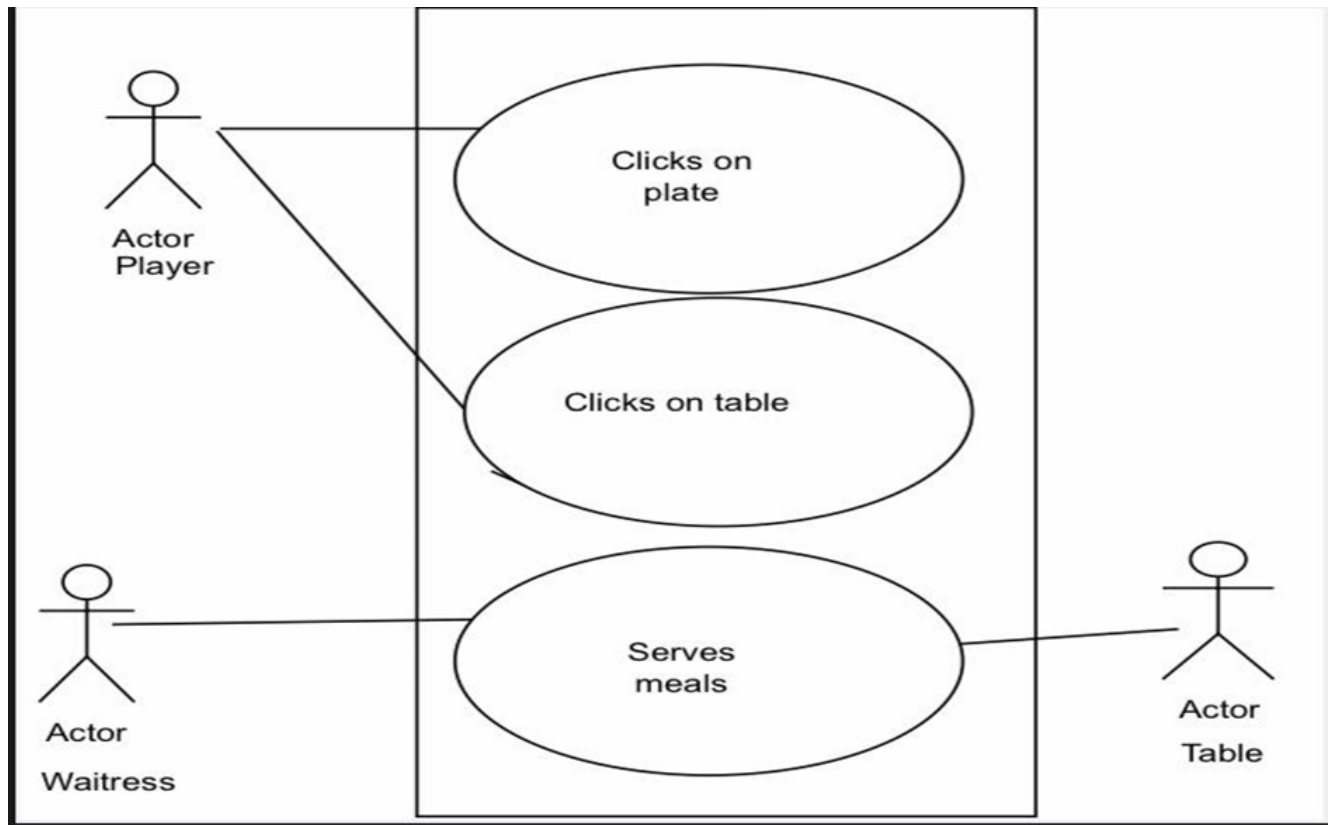 Clicks on
plate
Actor
Player
Clicks on table
Serves
meals
Actor
Waitress
Actor
Table